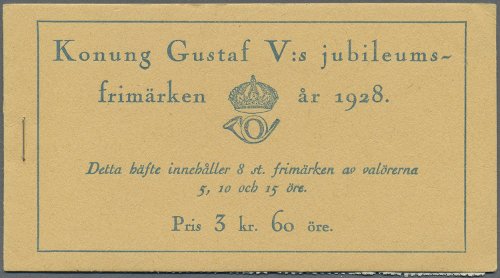 Konung Gustaf V:s jubileums-
frimärken år 1928.
Detta häfte innehåller 8 st. frimärken av valörerna
5, 10 och 15 öre.
Pris 3 kr. 60 öre.